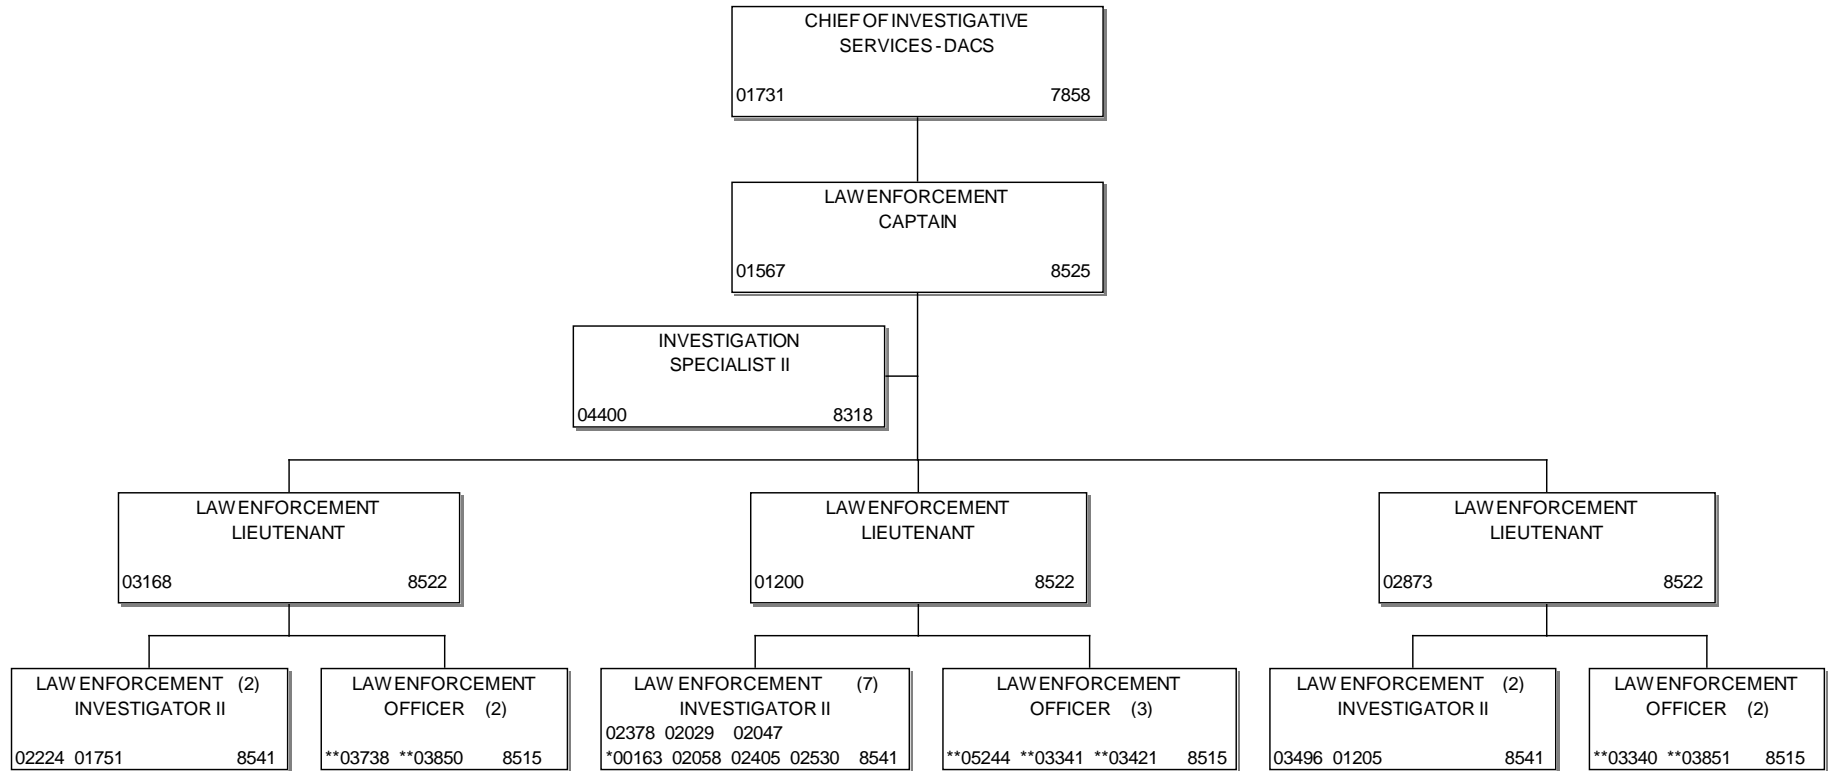 CHIEF OF INVESTIGATIVE
SERVICES - DACS
01731 7858
LAW ENFORCEMENT
CAPTAIN
01567 8525
INVESTIGATION
SPECIALIST II
04400 8318
LAW ENFORCEMENT
LIEUTENANT
03168 8522
LAW ENFORCEMENT
LIEUTENANT
01200 8522
LAW ENFORCEMENT
LIEUTENANT
02873 8522
LAW ENFORCEMENT (2)
INVESTIGATOR II
02224 01751 8541
LAW ENFORCEMENT
OFFICER (2)
**03738 **03850 8515
LAW ENFORCEMENT (7)
INVESTIGATOR II
02378 02029 02047
*00163 02058 02405 02530 8541
LAW ENFORCEMENT
OFFICER (3)
**05244 **03341 **03421 8515
LAW ENFORCEMENT (2)
INVESTIGATOR II
03496 01205 8541
LAW ENFORCEMENT
OFFICER (2)
**03340 **03851 8515